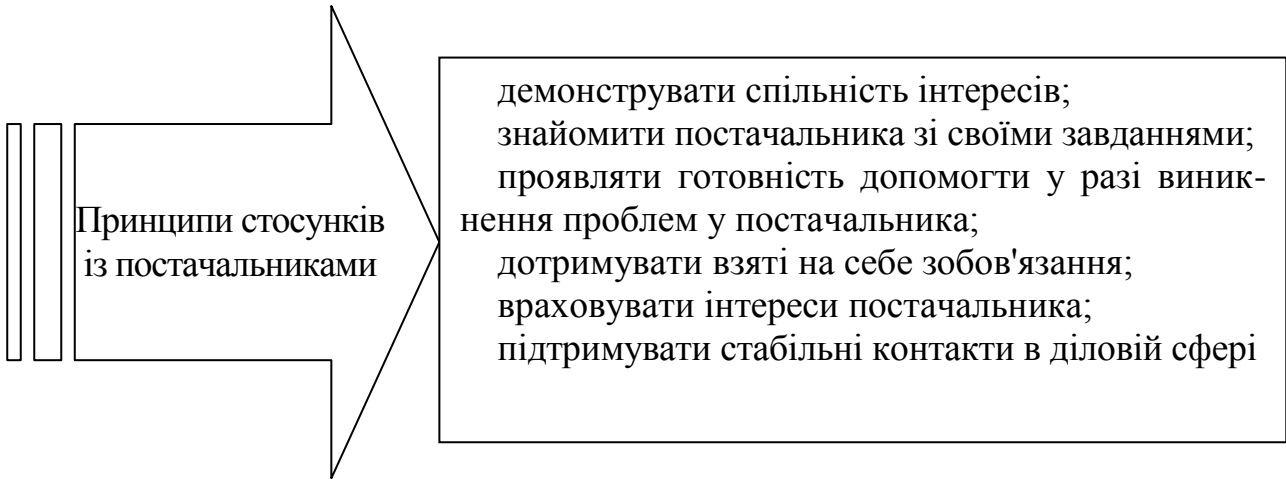 Принципи стосунків
із постачальниками
демонструвати спільність інтересів;
знайомити постачальника зі своїми завданнями;
проявляти готовність допомогти у разі виник-
нення проблем у постачальника;
дотримувати взяті на себе зобов'язання;
враховувати інтереси постачальника;
підтримувати стабільні контакти в діловій сфері